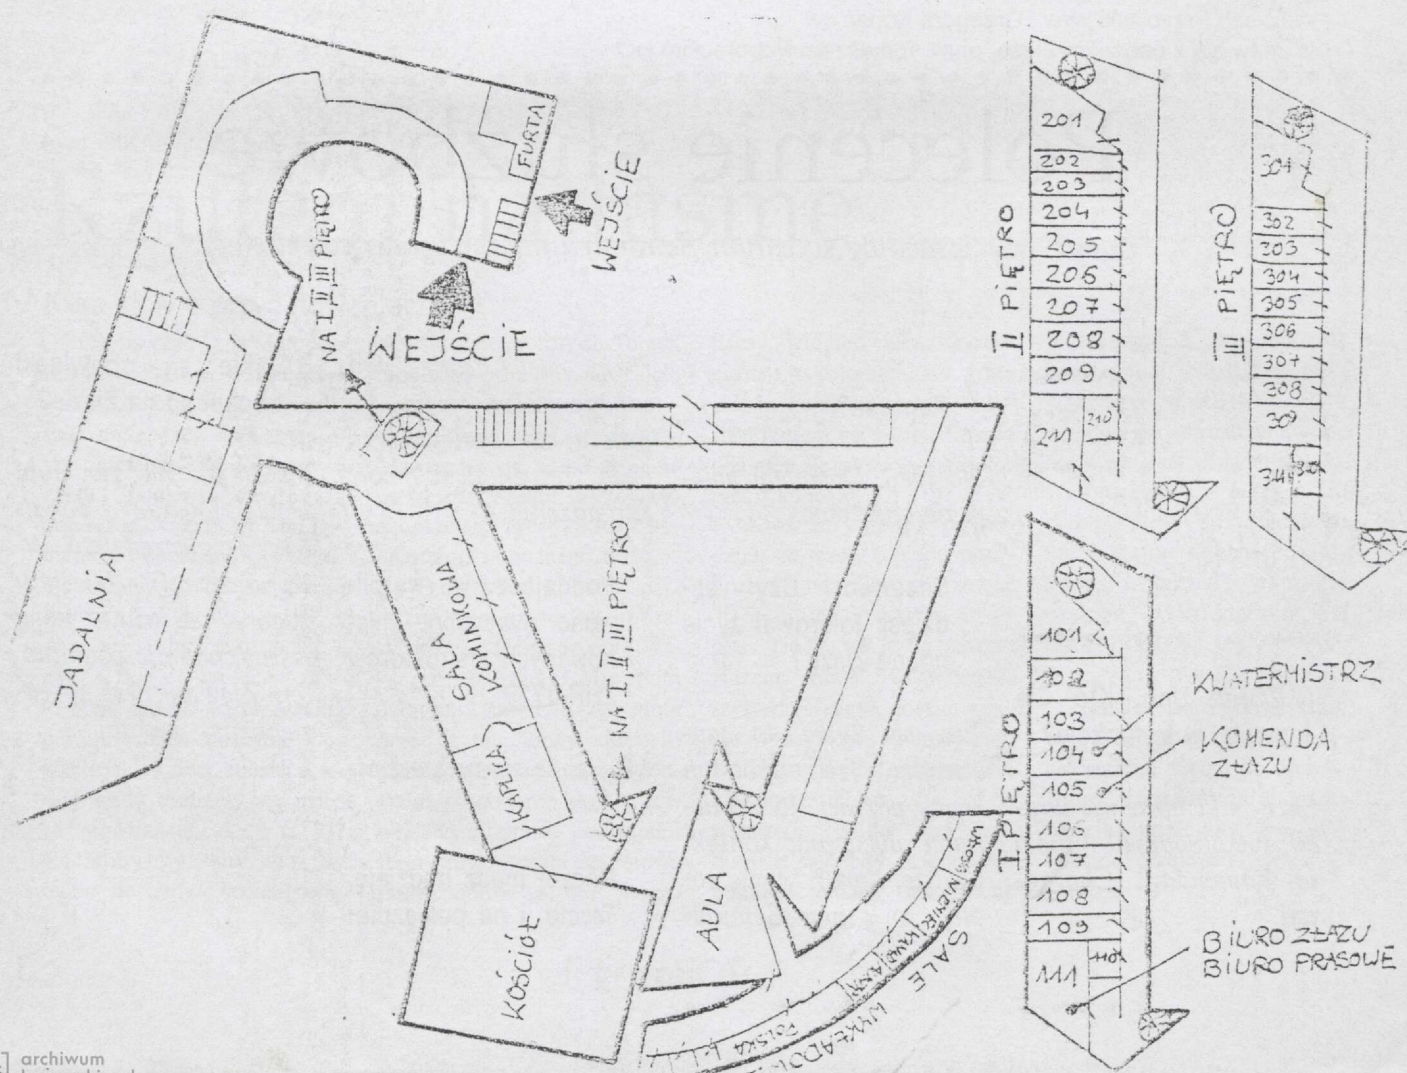 FURTA
WEJŚCIE
NA I, II, III PIĘTRO
WEJŚCIE
JADALNIA
SALA
KOMINKOWA
KAPLICA
NA I, II, III PIĘTRO
KOŚCIÓŁ
AULA
SALE WYKŁADOWE
POLSKA
II PIĘTRO
201
202
203
204
205
206
207
208
209
210
211
III PIĘTRO
301
302
303
304
305
306
307
308
309
311
I PIĘTRO
101
102
103
104
105
106
107
108
109
110
111
KWATERMISTRZ
KOMENDA
ZŁAZU
BIURO ZŁAZU
BIURO PRASOWE
archiwum